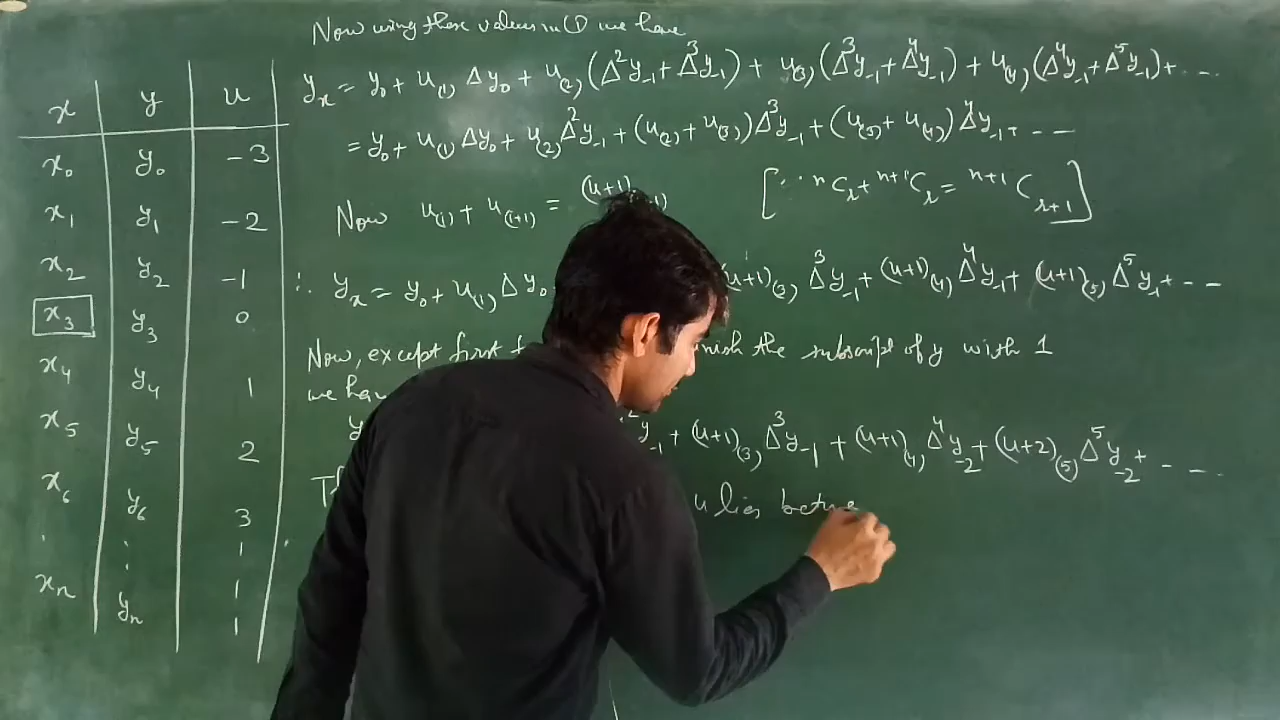 Now using these values in ① we have
yₓ = y₀ + u₍₁₎ Δy₀ + u₍₂₎ (Δ²y₋₁ + Δ³y₋₁) + u₍₃₎ (Δ³y₋₁ + Δ⁴y₋₁) + u₍₄₎ (Δ⁴y₋₁ + Δ⁵y₋₁) + - - -
= y₀ + u₍₁₎ Δy₀ + u₍₂₎ Δ²y₋₁ + (u₍₂₎ + u₍₃₎) Δ³y₋₁ + (u₍₃₎ + u₍₄₎) Δ⁴y₋₁ + - - -
Now u₍ᵢ₎ + u₍ᵢ₊₁₎ = (u+1)
[∵ ⁿCᵣ + ⁿ⁺¹Cᵣ = ⁿ⁺¹Cᵣ₊₁]
∴ yₓ = y₀ + u₍₁₎ Δy₀ (u+1)₍₃₎ Δ³y₋₁ + (u+1)₍₄₎ Δ⁴y₋₁ + (u+1)₍₅₎ Δ⁵y₋₁ + - - -
Now, except first the subscript of y with 1
we
²y₋₁ + (u+1)₍₃₎ Δ³y₋₁ + (u+1)₍₄₎ Δ⁴y₋₂ + (u+2)₍₅₎ Δ⁵y₋₂ + - - -
u lies
x y u
x₀ y₀ -3
x₁ y₁ -2
x₂ y₂ -1
x₃ y₃ 0
x₄ y₄ 1
x₅ y₅ 2
x₆ y₆ 3
xₙ yₙ